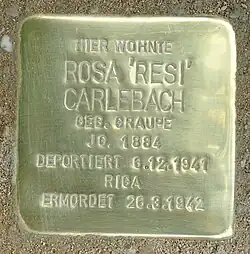 HIER WOHNTE
ROSA 'RESI'
CARLEBACH
GEB. GRAUPE
JG. 1884
DEPORTIERT 6.12.1941
RIGA
ERMORDET 26.3.1942